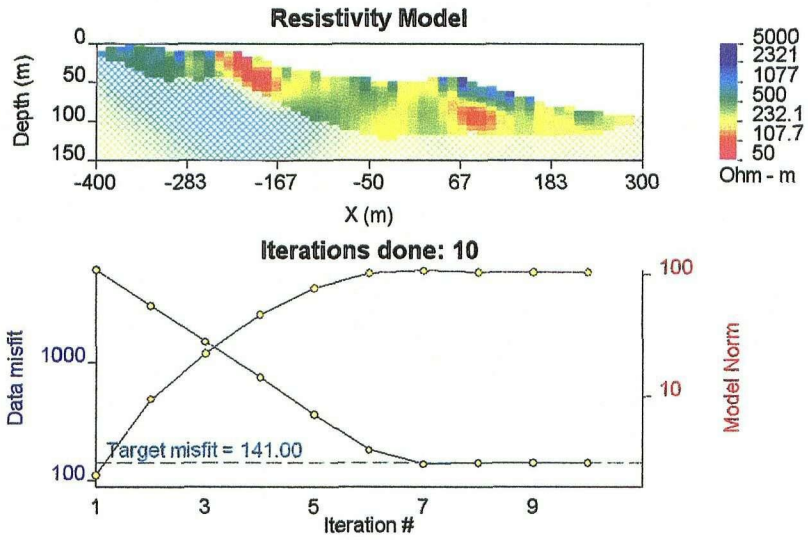 Resistivity Model
Depth (m)
0
50
100
150
-400 -283 -167 -50 67 183 300
X (m)
5000
2321
1077
500
232.1
107.7
50
Ohm - m
Iterations done: 10
Data misfit
1000
100
Target misfit = 141.00
100
10
Model Norm
1 3 5 7 9
Iteration #